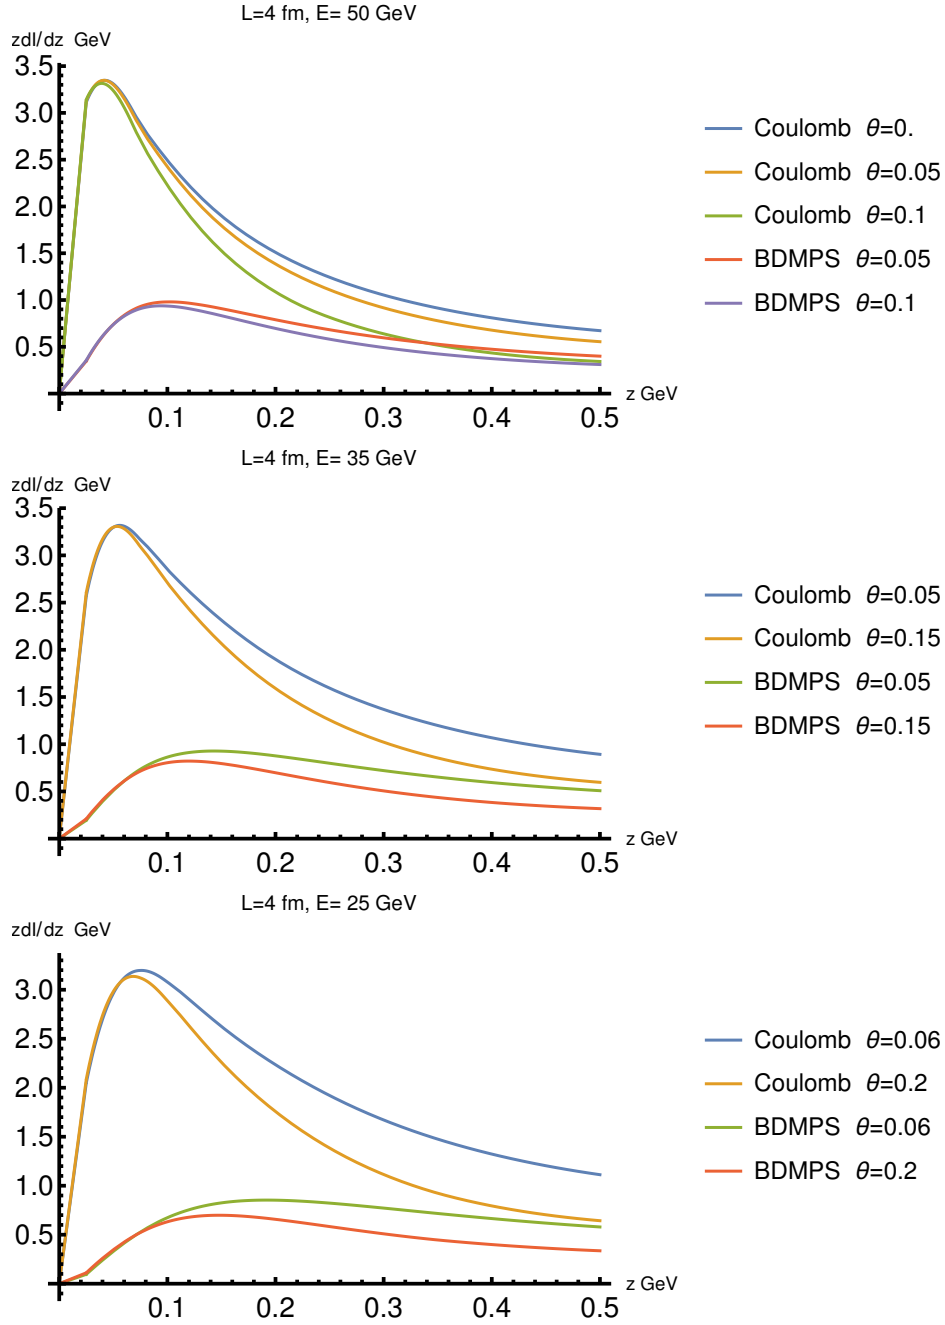 L=4 fm, E= 50 GeV
zdI/dz GeV
3.5
3.0
2.5
2.0
1.5
1.0
0.5
0.1 0.2 0.3 0.4 0.5
z GeV
Coulomb θ=0.
Coulomb θ=0.05
Coulomb θ=0.1
BDMPS θ=0.05
BDMPS θ=0.1
L=4 fm, E= 35 GeV
zdI/dz GeV
3.5
3.0
2.5
2.0
1.5
1.0
0.5
0.1 0.2 0.3 0.4 0.5
z GeV
Coulomb θ=0.05
Coulomb θ=0.15
BDMPS θ=0.05
BDMPS θ=0.15
L=4 fm, E= 25 GeV
zdI/dz GeV
3.0
2.5
2.0
1.5
1.0
0.5
0.1 0.2 0.3 0.4 0.5
z GeV
Coulomb θ=0.06
Coulomb θ=0.2
BDMPS θ=0.06
BDMPS θ=0.2